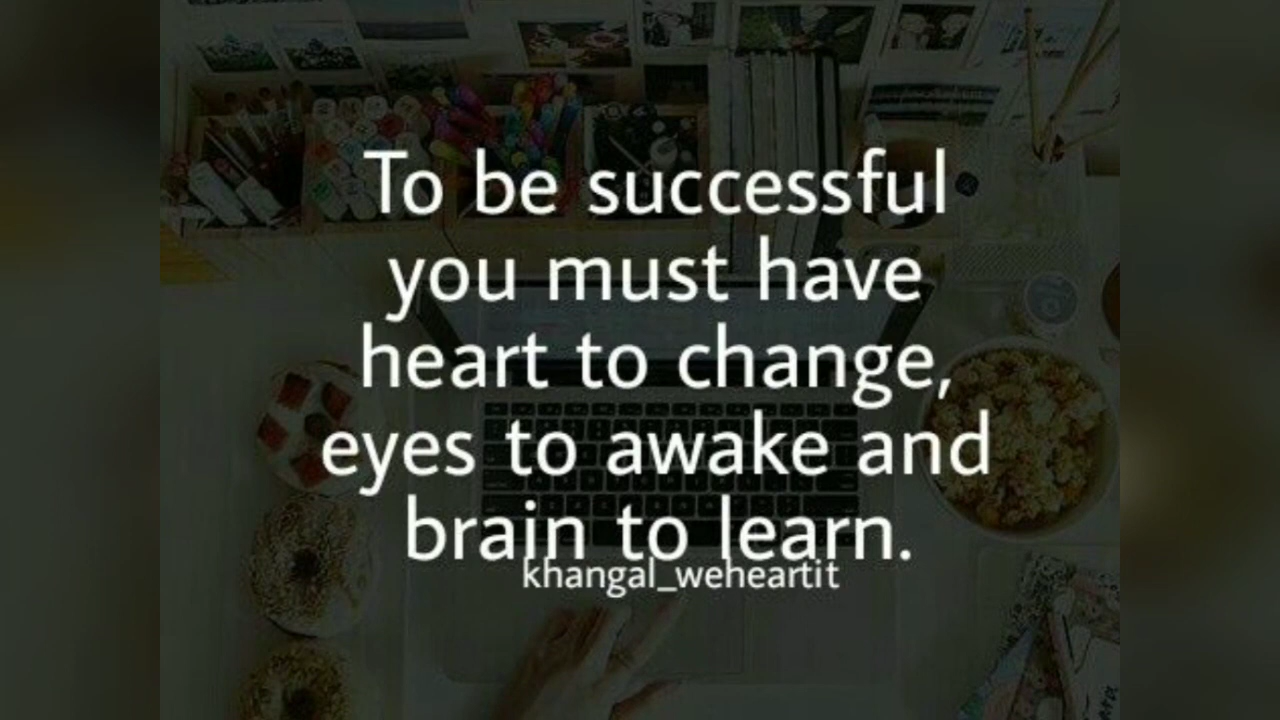 To be successful
you must have
heart to change,
eyes to awake and
brain to learn.
khangal_weheartit